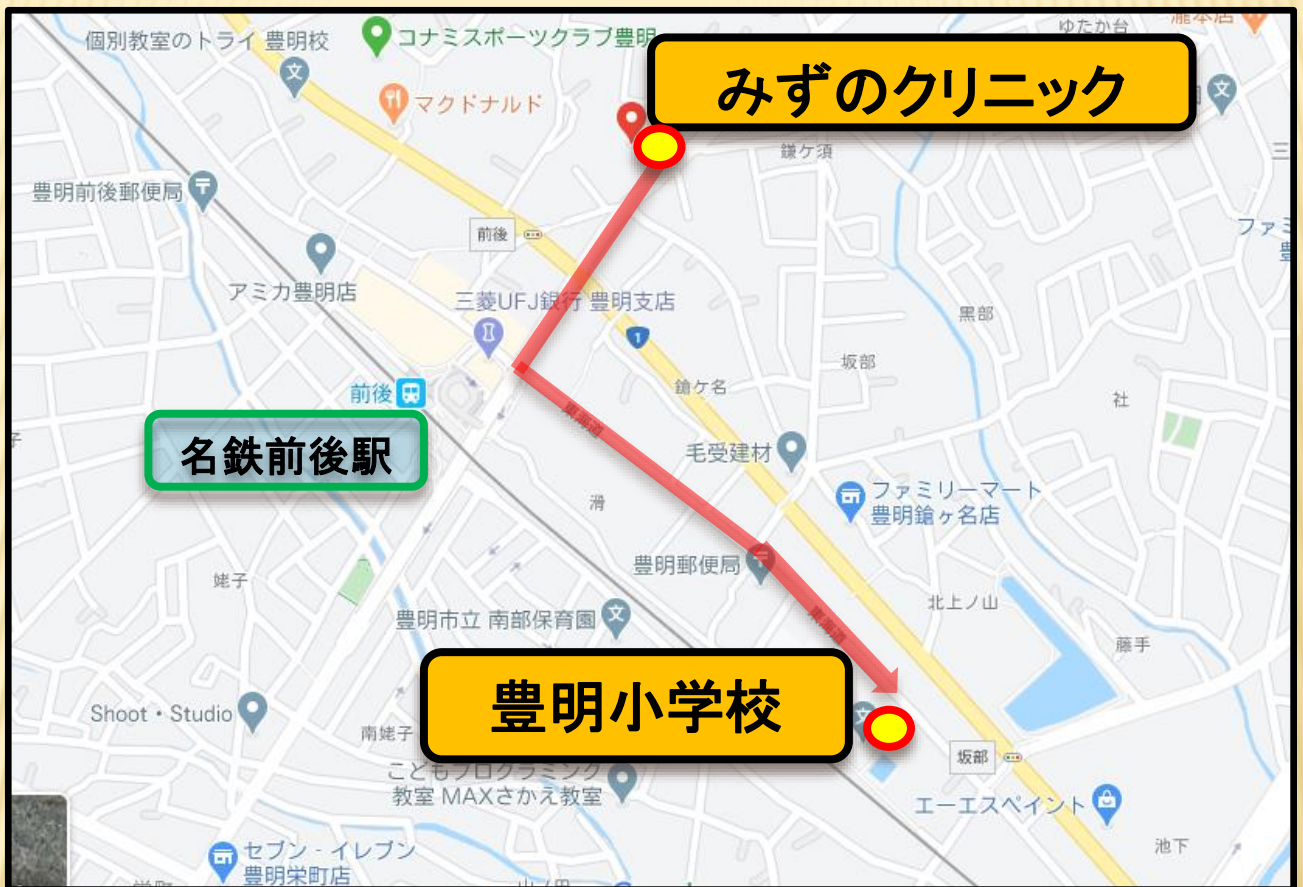 個別教室のトライ 豊明校
コナミスポーツクラブ豊明
ゆたか台
マクドナルド
みずのクリニック
鎌ケ須
豊明前後郵便局
前後
ファミ
アミカ豊明店
三菱UFJ銀行 豊明支店
黒部
1
坂部
前後
鎗ケ名
社
東海道
名鉄前後駅
毛受建材
ファミリーマート
豊明鎗ヶ名店
滑
豊明郵便局
姥子
北上ノ山
豊明市立 南部保育園
東海道
藤手
豊明小学校
Shoot・Studio
南姥子
坂部
こどもプログラミング
教室 MAXさかえ教室
エーエスペイント
池下
セブン‐イレブン
豊明栄町店